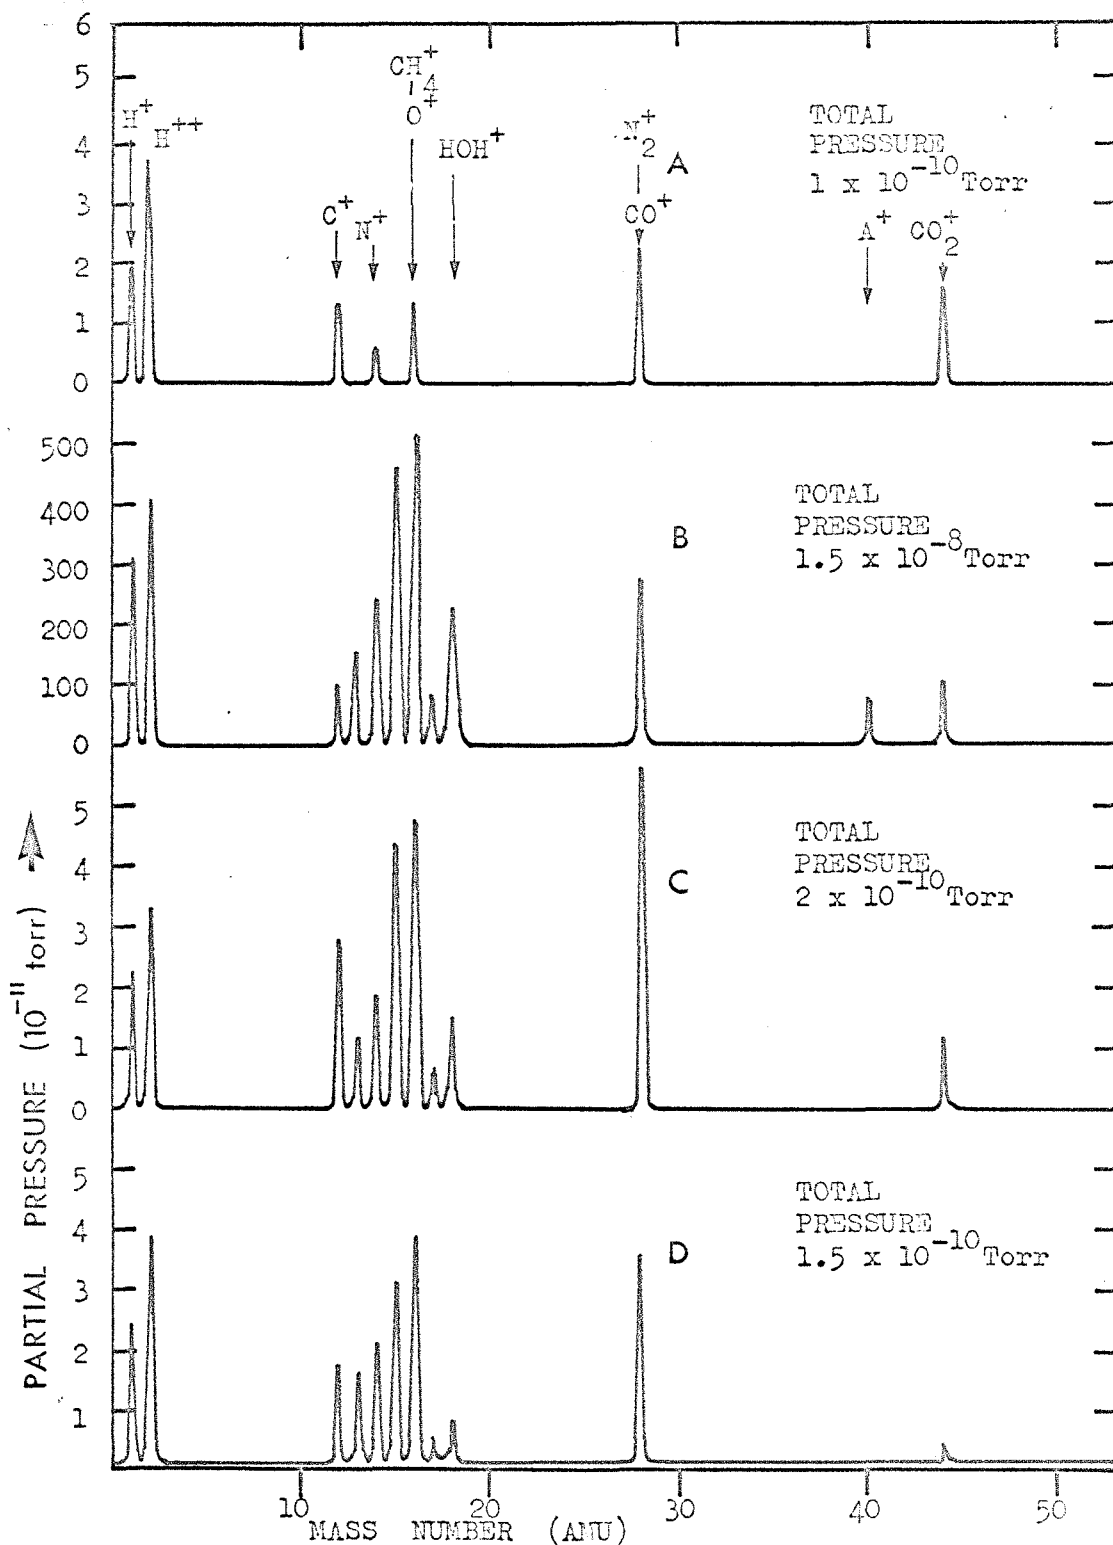 6
5
4
3
2
1
0
H+
H++
C+
N+
CH4+
O+
HOH+
N2+
CO+
A
TOTAL
PRESSURE
1 x 10-10 Torr
A+
CO2+
500
400
300
200
100
0
B
TOTAL
PRESSURE
1.5 x 10-8 Torr
5
4
3
2
1
0
C
TOTAL
PRESSURE
2 x 10-10 Torr
5
4
3
2
1
D
TOTAL
PRESSURE
1.5 x 10-10 Torr
PARTIAL PRESSURE (10-11 torr)
10
20
30
40
50
MASS NUMBER (AMU)